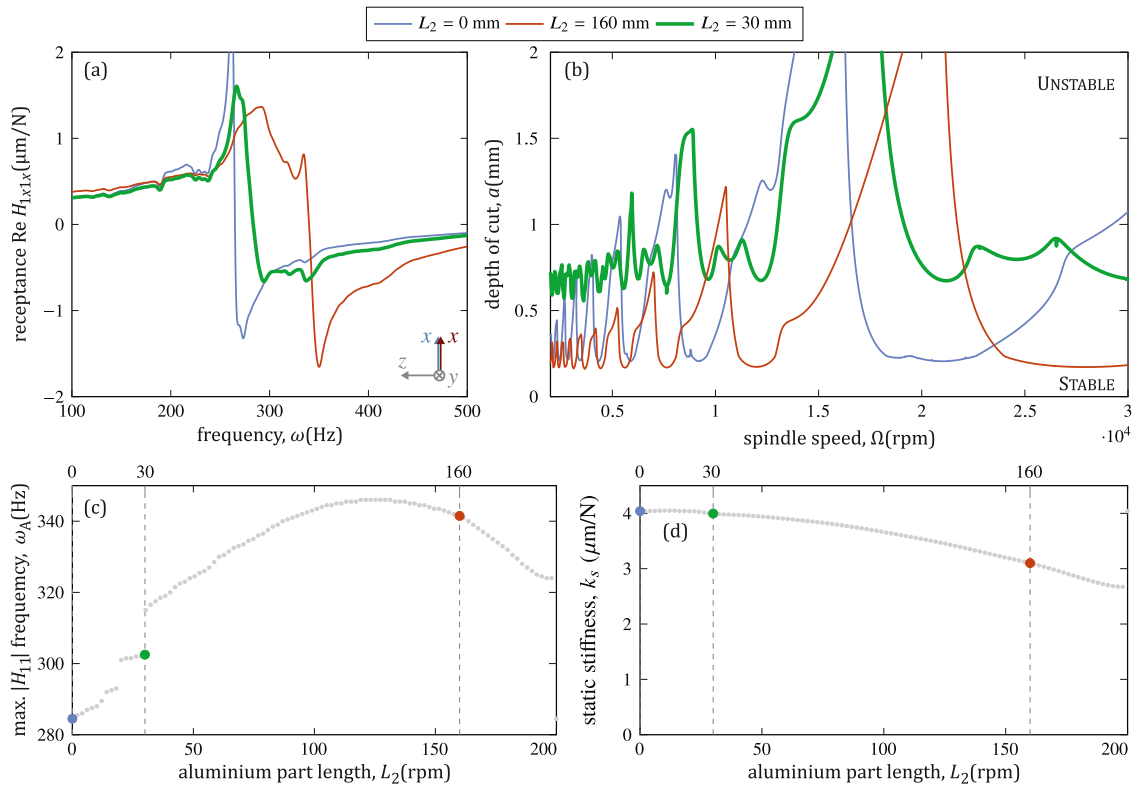 L₂ = 0 mm L₂ = 160 mm L₂ = 30 mm
(a)
receptance Re H₁ₓ₁ₓ(μm/N)
2
1
0
−1
−2
100 200 300 400 500
frequency, ω(Hz)
x x
z
y
(b)
UNSTABLE
STABLE
depth of cut, a(mm)
2
1.5
1
0.5
0
0.5 1 1.5 2 2.5 3
·10⁴
spindle speed, Ω(rpm)
0 30 160
(c)
max. |H₁₁| frequemcy, ω_A(Hz)
340
320
300
280
0 50 100 150 200
aluminium part length, L₂(rpm)
0 30 160
(d)
static stiffness, kₛ (μm/N)
4
3
2
1
0
0 50 100 150 200
aluminium part length, L₂(rpm)